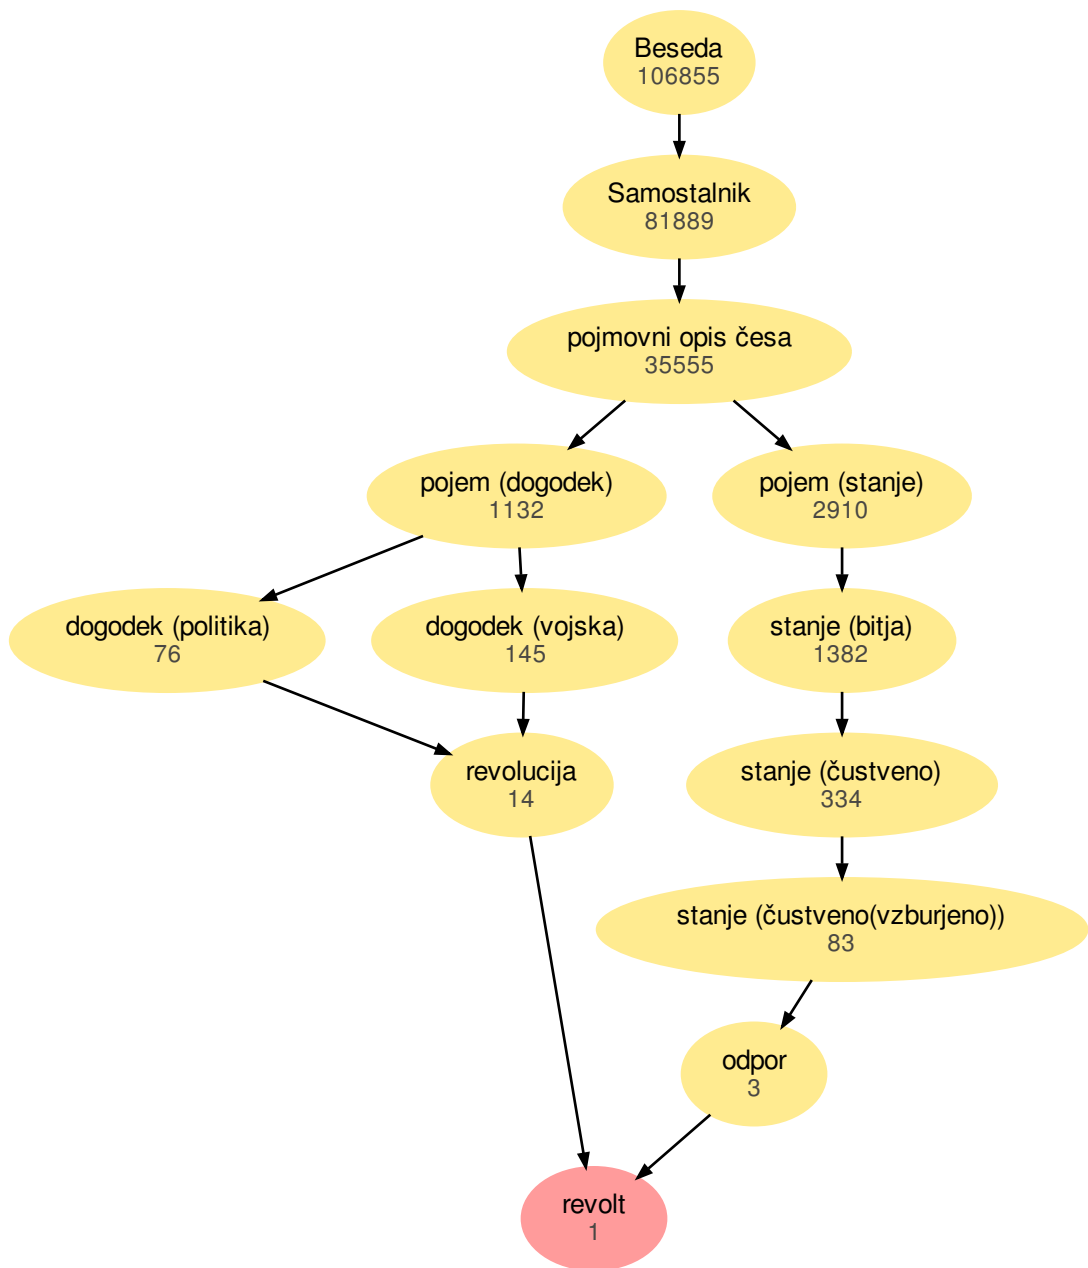 Beseda
106855
Samostalnik
81889
pojmovni opis česa
35555
pojem (dogodek)
1132
pojem (stanje)
2910
dogodek (politika)
76
dogodek (vojska)
145
stanje (bitja)
1382
revolucija
14
stanje (čustveno)
334
stanje (čustveno(vzburjeno))
83
odpor
3
revolt
1